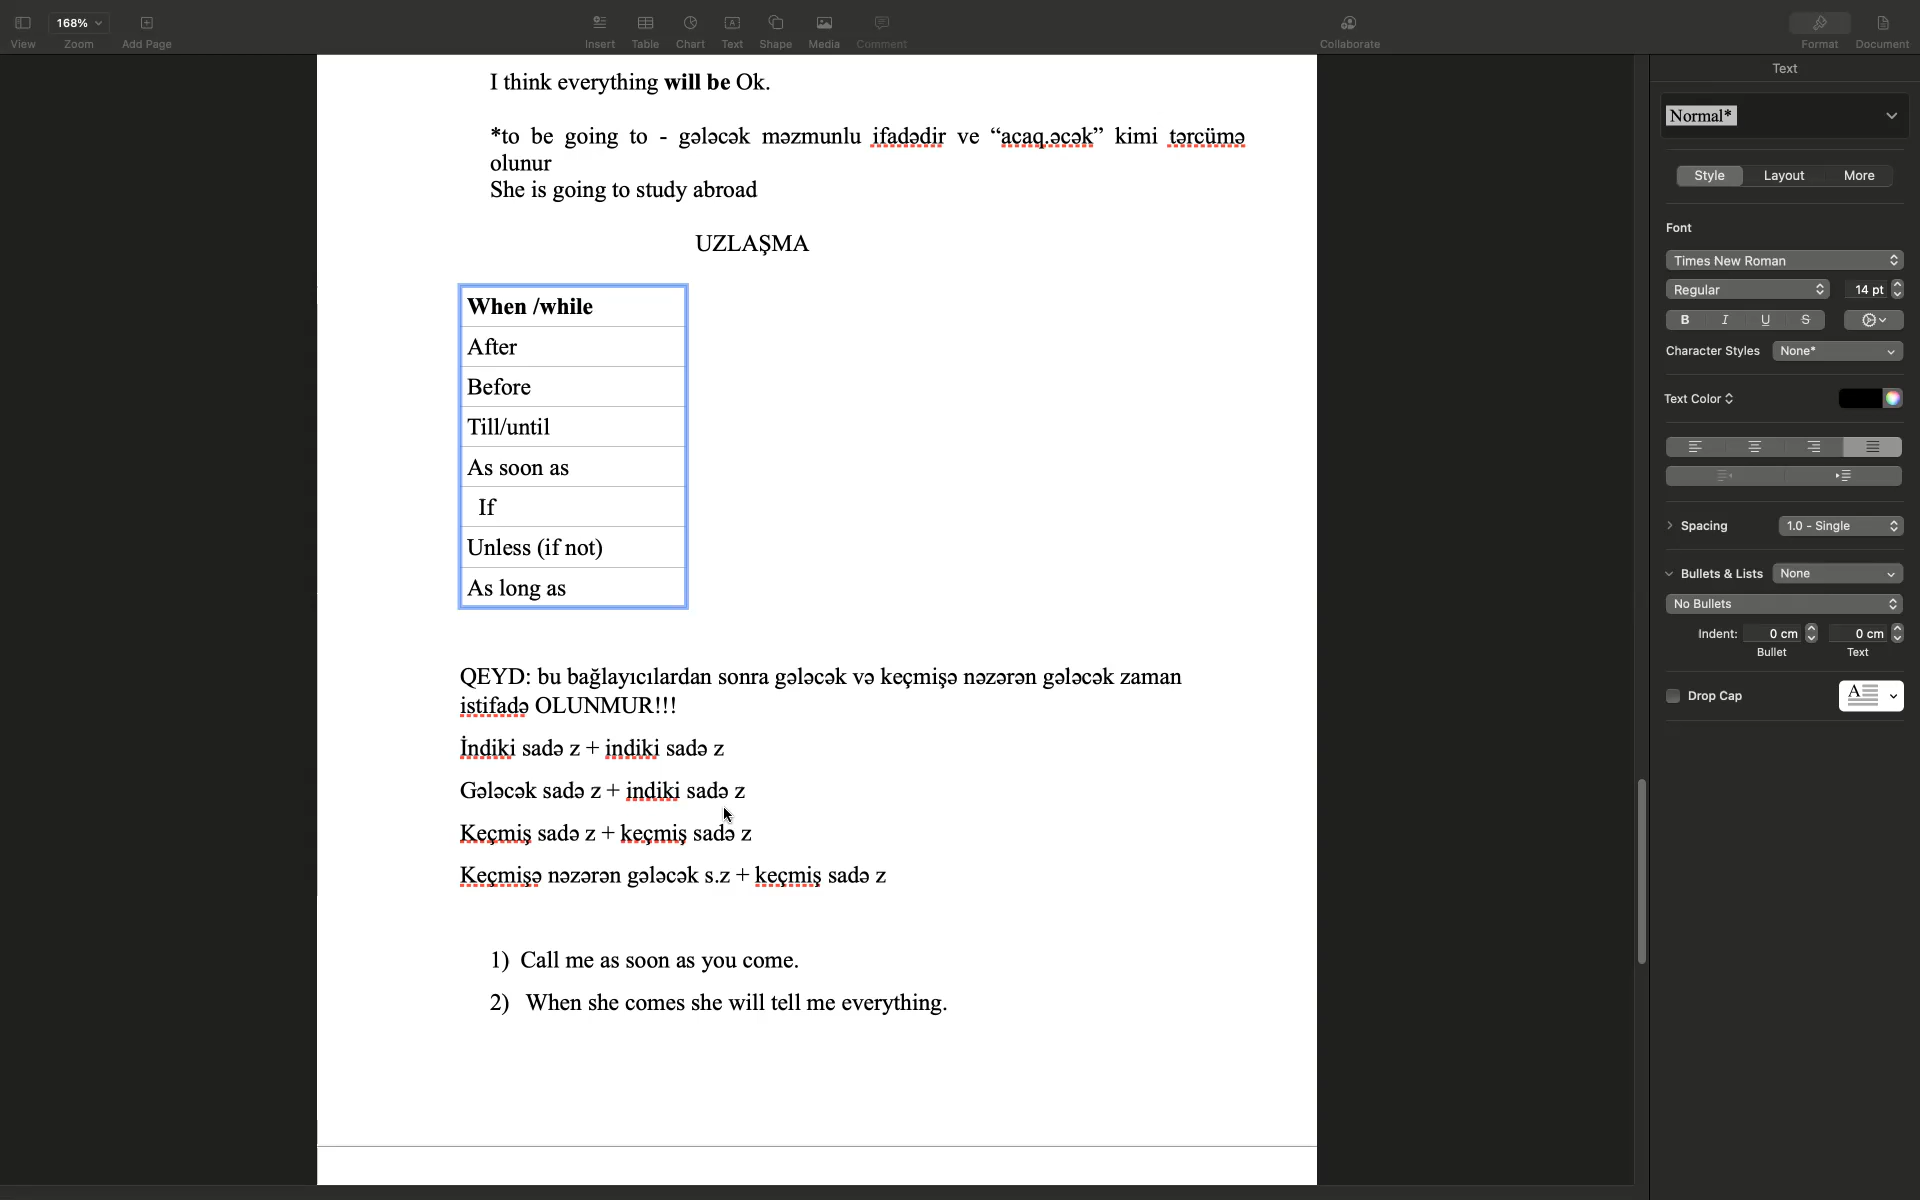 168%
View
Zoom
Add Page
Insert
Table
Chart
Text
Shape
Media
Comment
Collaborate
Format
Document
I think everything will be Ok.
*to be going to - gələcək məzmunlu ifadədir ve “acaq.əcək” kimi tərcümə
olunur
She is going to study abroad
UZLAŞMA
When /while
After
Before
Till/until
As soon as
If
Unless (if not)
As long as
QEYD: bu bağlayıcılardan sonra gələcək və keçmişə nəzərən gələcək zaman
istifadə OLUNMUR!!!
İndiki sadə z + indiki sadə z
Gələcək sadə z + indiki sadə z
Keçmiş sadə z + keçmiş sadə z
Keçmişə nəzərən gələcək s.z + keçmiş sadə z
1) Call me as soon as you come.
2) When she comes she will tell me everything.
Text
Normal*
Style
Layout
More
Font
Times New Roman
Regular
14 pt
B I U S
Character Styles
None*
Text Color
Spacing
1.0 - Single
Bullets & Lists
None
No Bullets
Indent:
0 cm
0 cm
Bullet
Text
Drop Cap
A